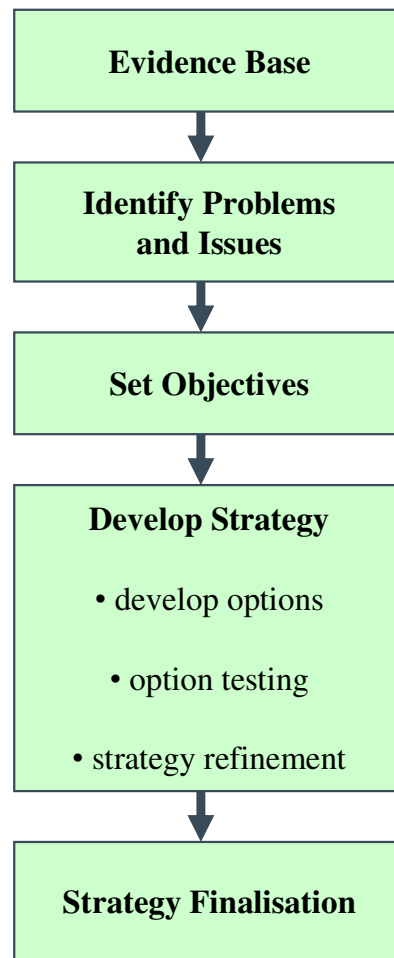 Evidence Base
Identify Problems
and Issues
Set Objectives
Develop Strategy
• develop options
• option testing
• strategy refinement
Strategy Finalisation